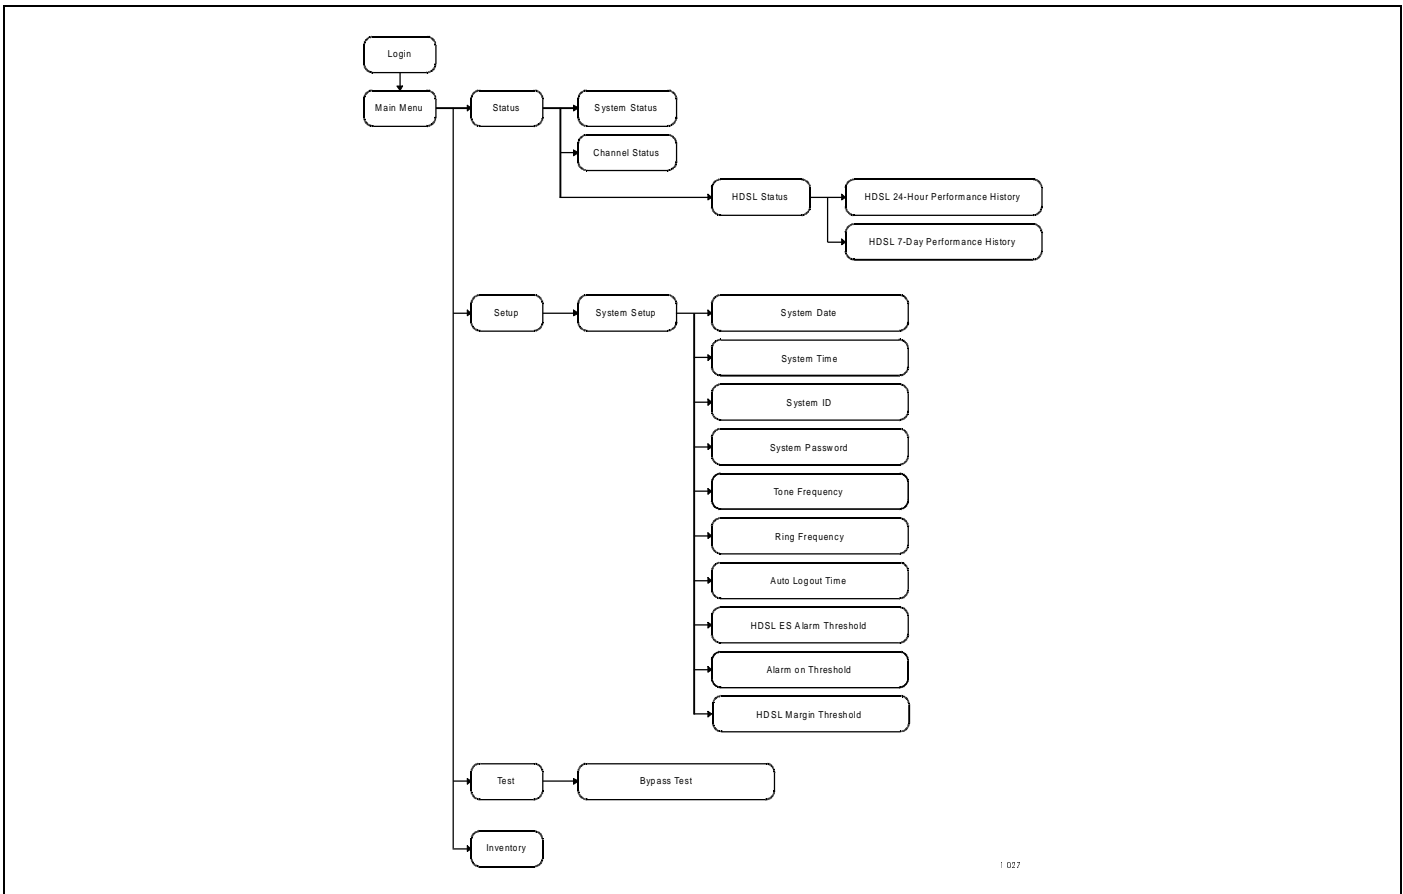 Login
Main Menu
Status
System Status
Channel Status
HDSL Status
HDSL 24-Hour Performance History
HDSL 7-Day Performance History
Setup
System Setup
System Date
System Time
System ID
System Password
Tone Frequency
Ring Frequency
Auto Logout Time
HDSL ES Alarm Threshold
Alarm on Threshold
HDSL Margin Threshold
Test
Bypass Test
Inventory
1027